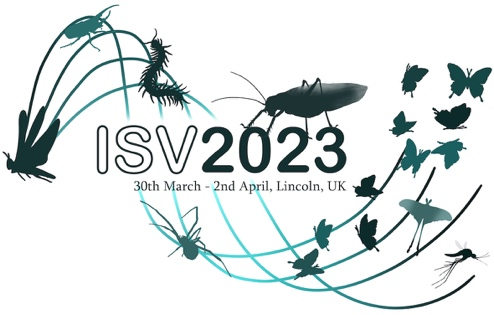 ISV2023
30th March - 2nd April, Lincoln, UK